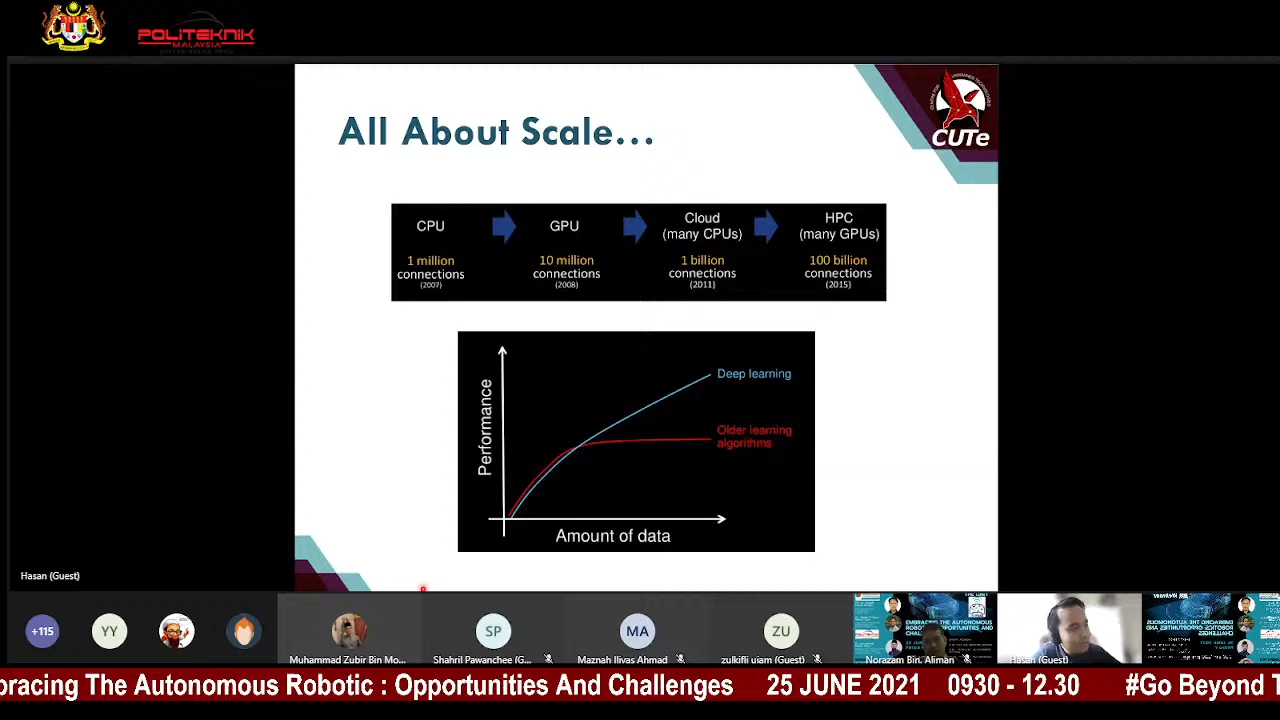 POLITEKNIK
MALAYSIA
All About Scale...
CUTe
CPU
GPU
Cloud
(many CPUs)
HPC
(many GPUs)
1 million
connections
(2007)
10 million
connections
(2008)
1 billion
connections
(2011)
100 billion
connections
(2015)
Performance
Deep learning
Older learning
algorithms
Amount of data
Hasan (Guest)
+115
YY
SP
MA
ZU
Muhammad Zubir Bin Mo...
Shahril Pawanchee (G...
Maznah Iliyas Ahmad
zulkifli ujam (Guest)
Norazam Bin. Aliman
Hasan (Guest)
bracing The Autonomous Robotic : Opportunities And Challenges 25 JUNE 2021 0930 - 12.30 #Go Beyond T